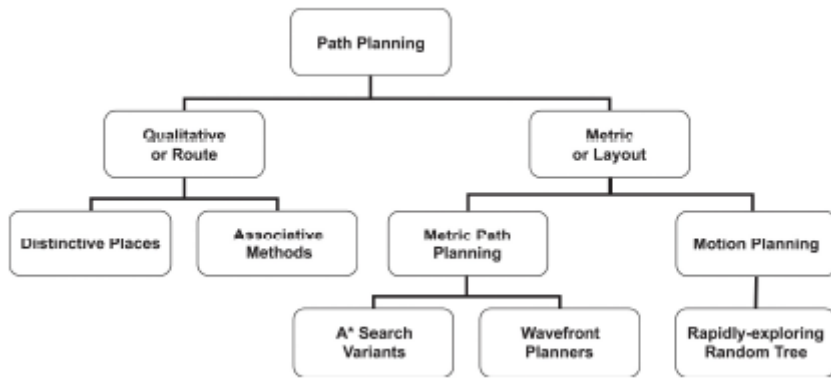 Path Planning
Qualitative
or Route
Metric
or Layout
Distinctive Places
Associative
Methods
Metric Path
Planning
Motion Planning
A* Search
Variants
Wavefront
Planners
Rapidly-exploring
Random Tree